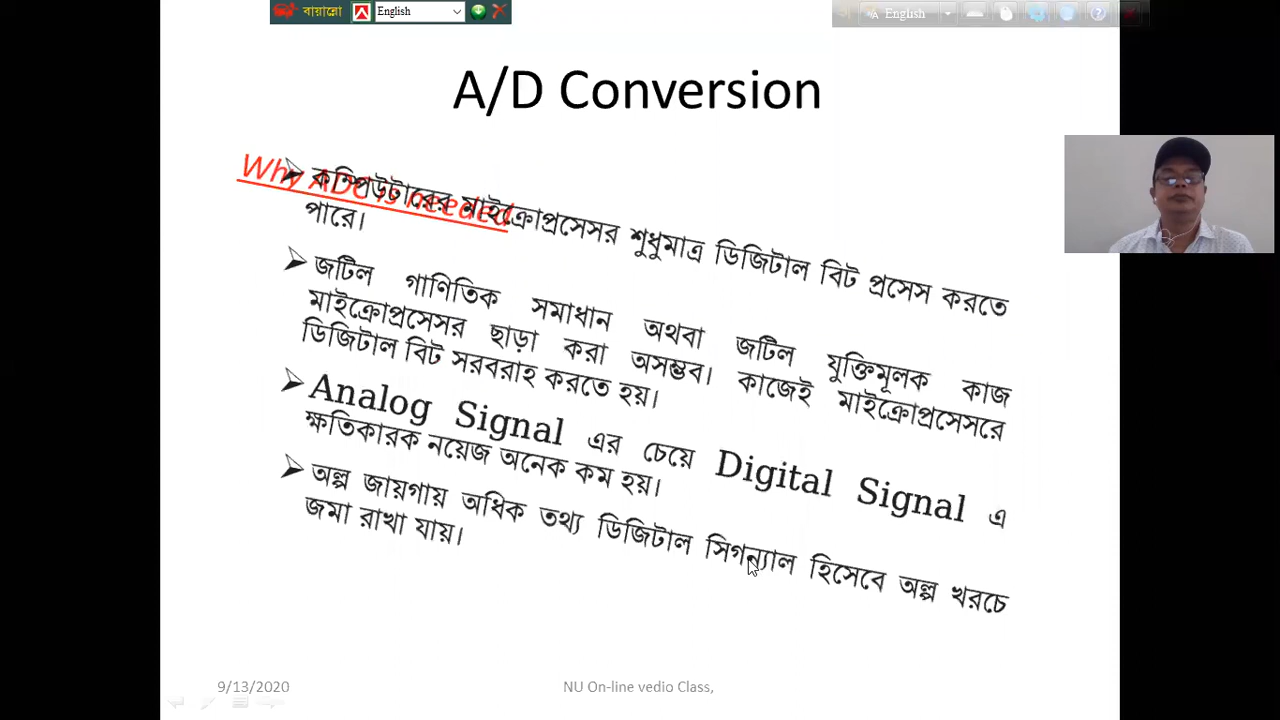 বায়ান্নো
English
English
A/D Conversion
Why ADC is needed
কম্পিউটারের মাইক্রোপ্রসেসর শুধুমাত্র ডিজিটাল বিট প্রসেস করতে
পারে।
জটিল গাণিতিক সমাধান অথবা জটিল যুক্তিমূলক কাজ
মাইক্রোপ্রসেসর ছাড়া করা অসম্ভব। কাজেই মাইক্রোপ্রসেসরে
ডিজিটাল বিট সরবরাহ করতে হয়।
Analog Signal এর চেয়ে Digital Signal এ
ক্ষতিকারক নয়েজ অনেক কম হয়।
অল্প জায়গায় অধিক তথ্য ডিজিটাল সিগন্যাল হিসেবে অল্প খরচে
জমা রাখা যায়।
9/13/2020
NU On-line vedio Class,